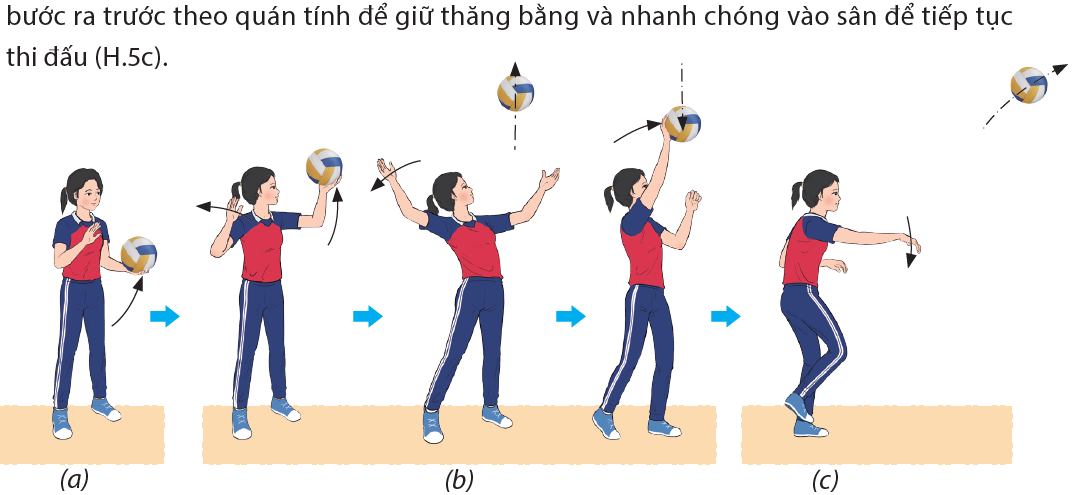 bước ra trước theo quán tính để giữ thăng bằng và nhanh chóng vào sân để tiếp tục
thi đấu (H.5c).
(a)
(b)
(c)